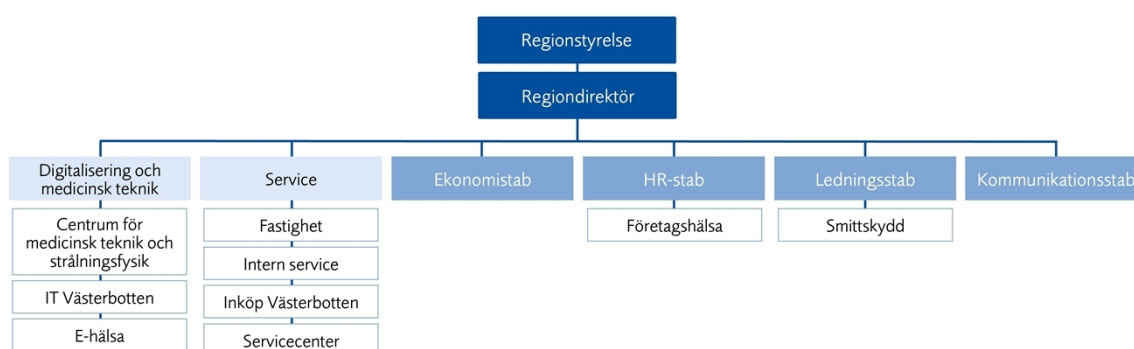 Regionstyrelse
Regiondirektör
Digitalisering och
medicinsk teknik
Service
Ekonomistab
HR-stab
Ledningsstab
Kommunikationsstab
Centrum för
medicinsk teknik och
strålningsfysik
IT Västerbotten
E-hälsa
Fastighet
Intern service
Inköp Västerbotten
Servicecenter
Företagshälsa
Smittskydd